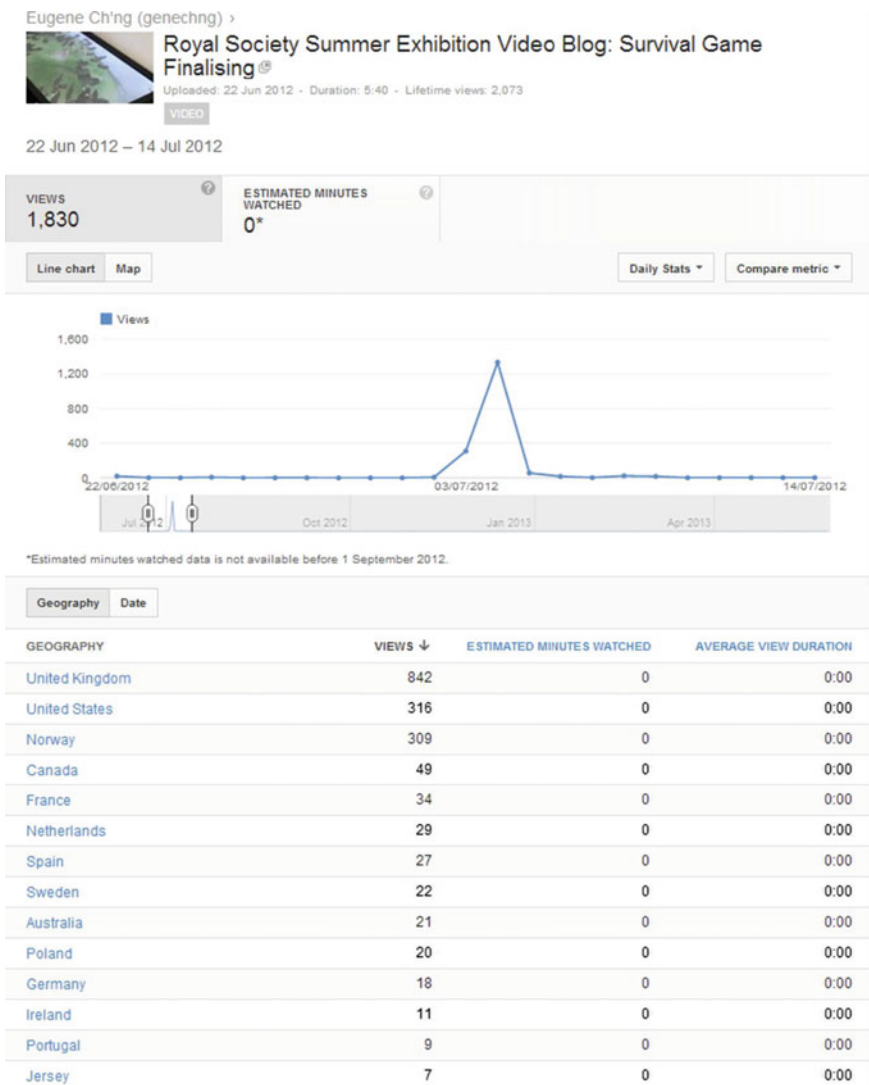 Eugene Ch'ng (genechng) ›
Royal Society Summer Exhibition Video Blog: Survival Game
Finalising
Uploaded: 22 Jun 2012 - Duration: 5:40 - Lifetime views: 2,073
VIDEO
22 Jun 2012 – 14 Jul 2012
VIEWS ?
1,830
ESTIMATED MINUTES ?
WATCHED
0*
Line chart Map
Daily Stats Compare metric
Views
1,600
1,200
800
400
0
22/06/2012 03/07/2012 14/07/2012
Jul 2012 Oct 2012 Jan 2013 Apr 2013
*Estimated minutes watched data is not available before 1 September 2012.
Geography Date
GEOGRAPHY VIEWS ↓ ESTIMATED MINUTES WATCHED AVERAGE VIEW DURATION
United Kingdom 842 0 0:00
United States 316 0 0:00
Norway 309 0 0:00
Canada 49 0 0:00
France 34 0 0:00
Netherlands 29 0 0:00
Spain 27 0 0:00
Sweden 22 0 0:00
Australia 21 0 0:00
Poland 20 0 0:00
Germany 18 0 0:00
Ireland 11 0 0:00
Portugal 9 0 0:00
Jersey 7 0 0:00